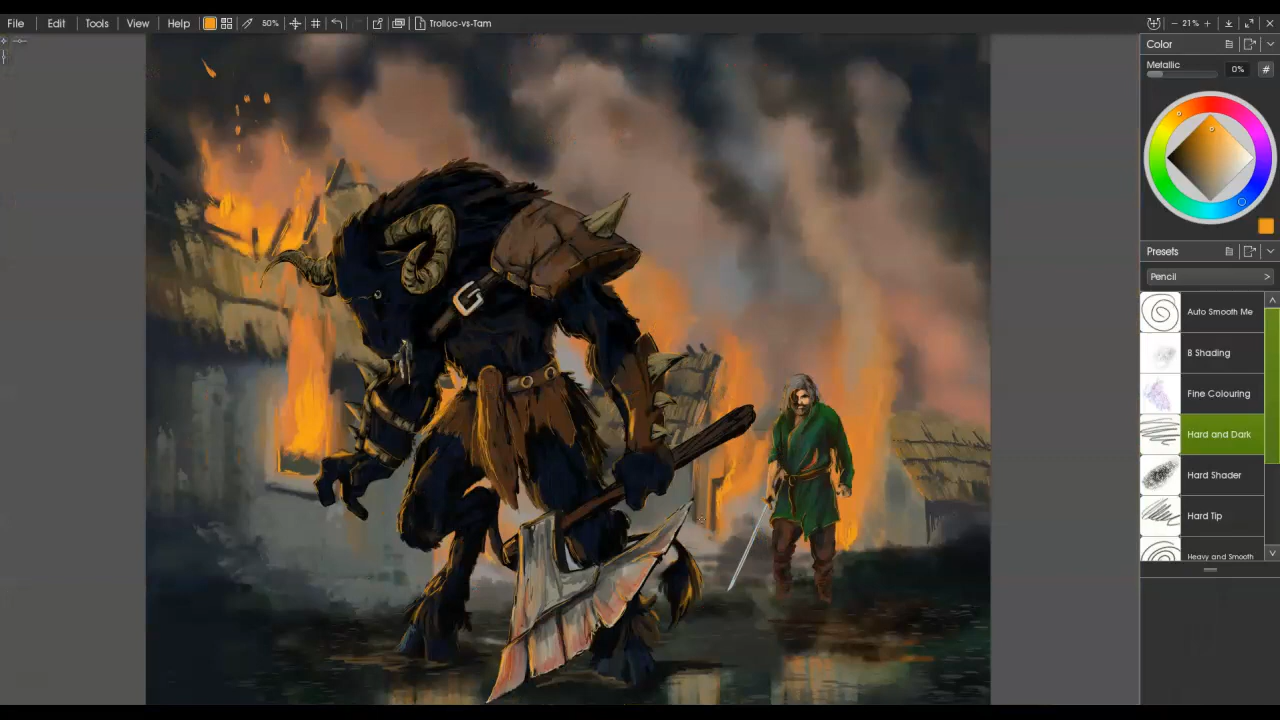 File Edit Tools View Help 50% Trolloc-vs-Tam − 21% +
Color
Metallic 0% #
Presets
Pencil >
Auto Smooth Me
8 Shading
Fine Colouring
Hard and Dark
Hard Shader
Hard Tip
Heavy and Smooth